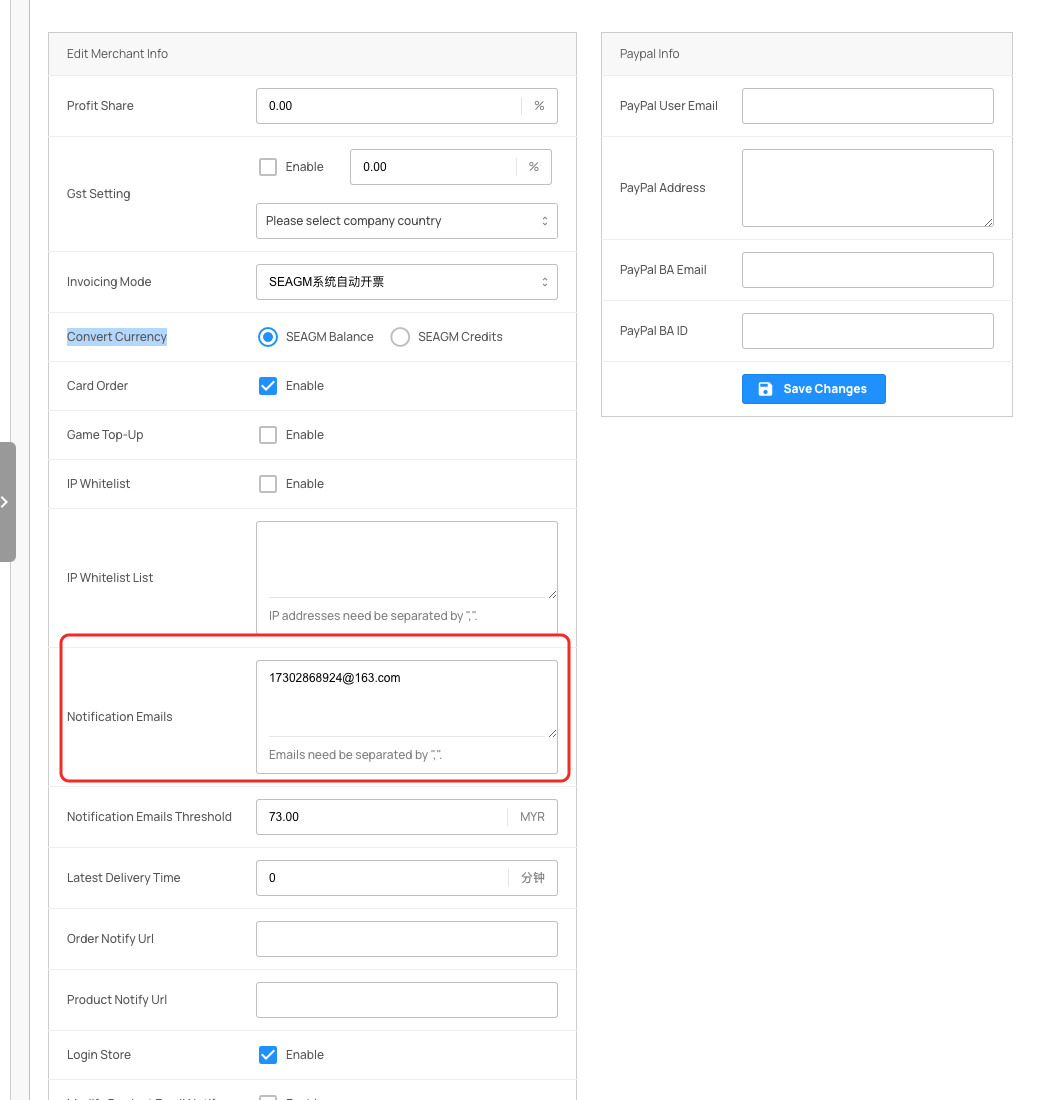 Edit Merchant Info
Profit Share
0.00
%
Gst Setting
Enable
0.00
%
Please select company country
Invoicing Mode
SEAGM系统自动开票
Convert Currency
SEAGM Balance
SEAGM Credits
Card Order
Enable
Game Top-Up
Enable
IP Whitelist
Enable
IP Whitelist List
IP addresses need be separated by ",".
Notification Emails
17302868924@163.com
Emails need be separated by ",".
Notification Emails Threshold
73.00
MYR
Latest Delivery Time
0
分钟
Order Notify Url
Product Notify Url
Login Store
Enable
Paypal Info
PayPal User Email
PayPal Address
PayPal BA Email
PayPal BA ID
Save Changes